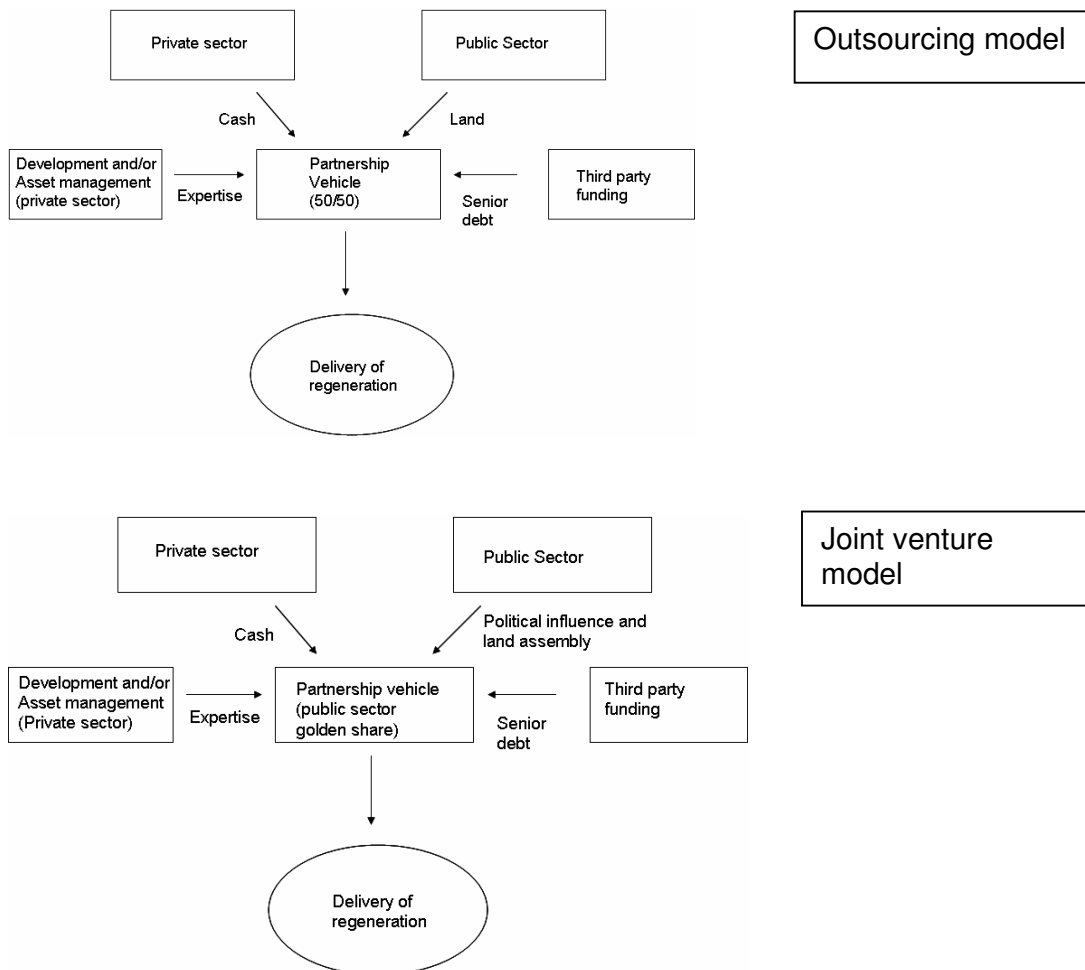 Private sector
Public Sector
Outsourcing model
Cash
Land
Development and/or
Asset management
(private sector)
Expertise
Partnership
Vehicle
(50/50)
Senior
debt
Third party
funding
Delivery of
regeneration
Private sector
Public Sector
Joint venture
model
Cash
Political influence and
land assembly
Development and/or
Asset management
(Private sector)
Expertise
Partnership vehicle
(public sector
golden share)
Senior
debt
Third party
funding
Delivery of
regeneration